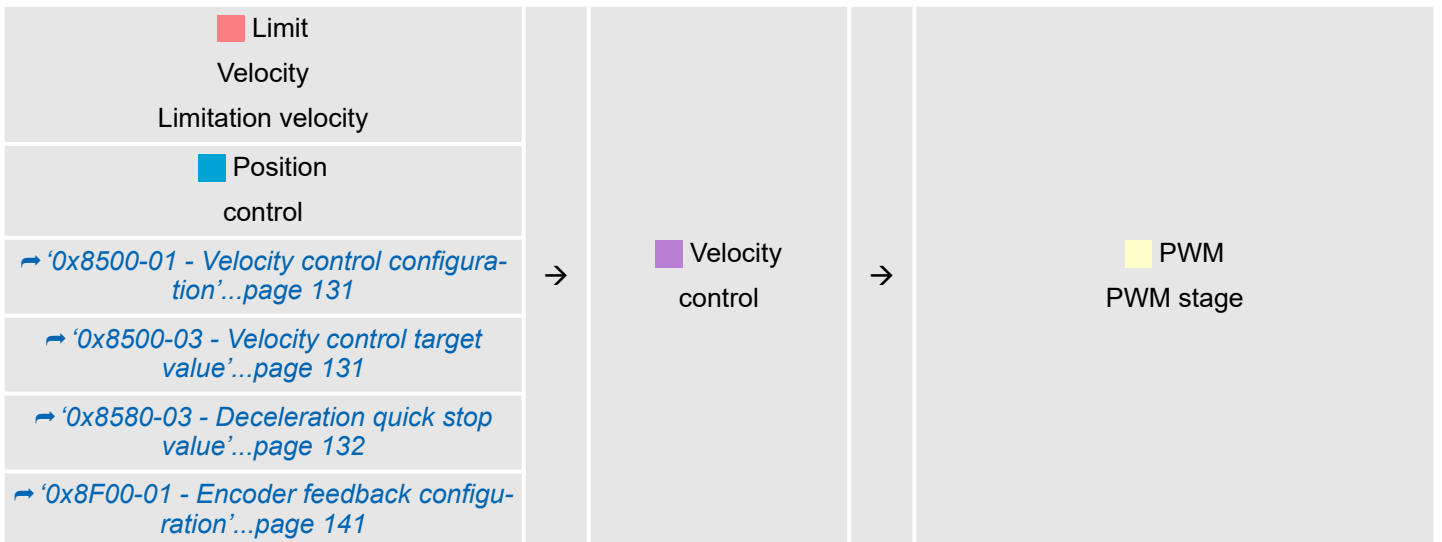 Limit
Velocity
Limitation velocity
Position
control
➦ '0x8500-01 - Velocity control configura-
tion'...page 131
➦ '0x8500-03 - Velocity control target
value'...page 131
➦ '0x8580-03 - Deceleration quick stop
value'...page 132
➦ '0x8F00-01 - Encoder feedback configu-
ration'...page 141
→
Velocity
control
→
PWM
PWM stage